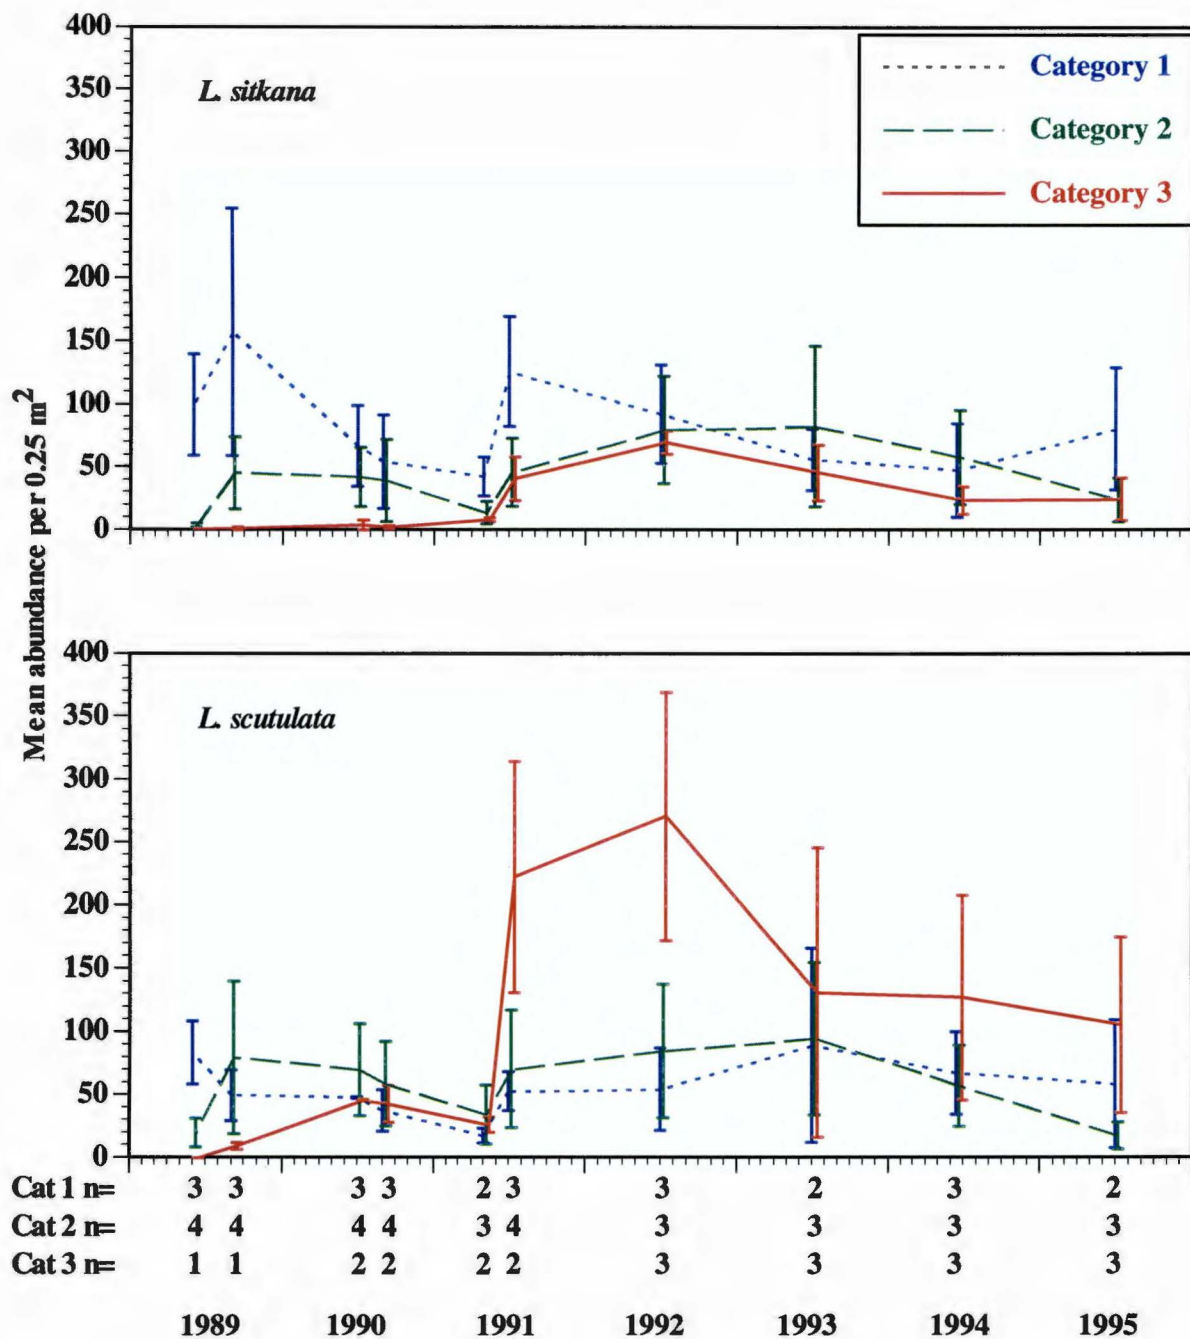 400
350
300
250
200
150
100
50
0
L. sitkana
Category 1
Category 2
Category 3
Mean abundance per 0.25 m²
400
350
300
250
200
150
100
50
0
L. scutulata
Cat 1 n= 3 3 3 3 2 3 3 2 3 2
Cat 2 n= 4 4 4 4 3 4 3 3 3 3
Cat 3 n= 1 1 2 2 2 2 3 3 3 3
1989 1990 1991 1992 1993 1994 1995